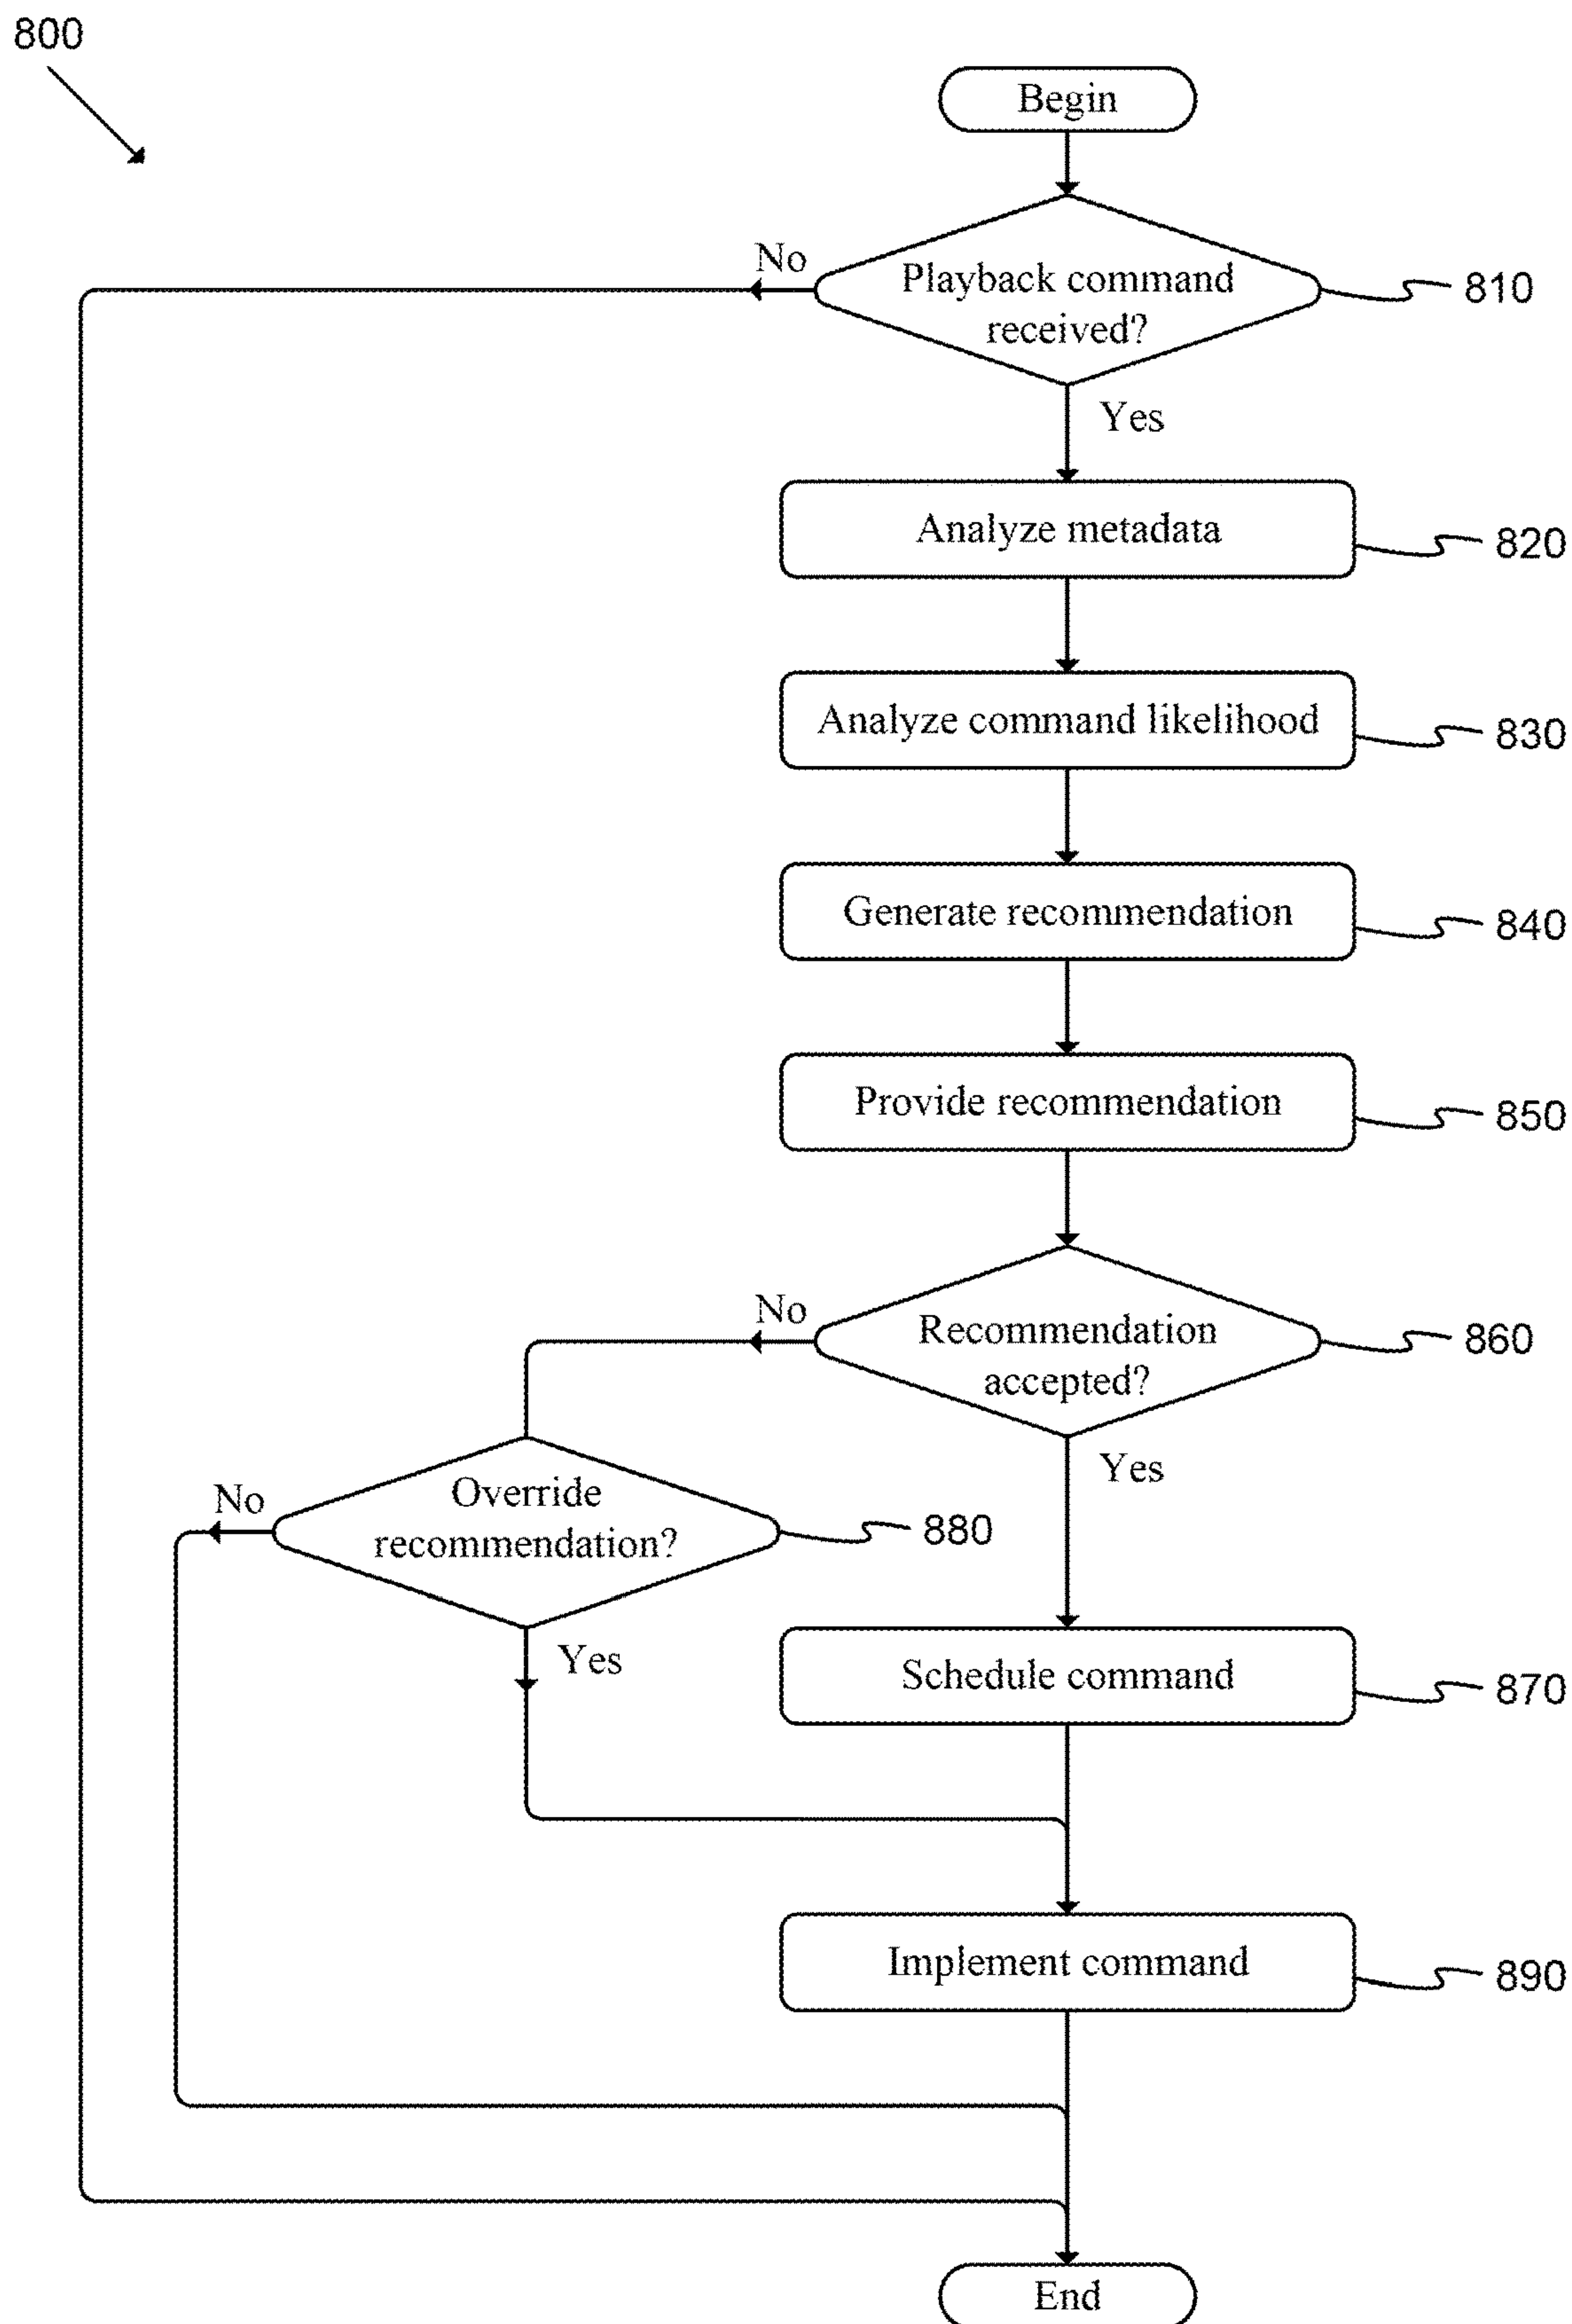 800
Begin
No
Playback command
received?
810
Yes
Analyze metadata
820
Analyze command likelihood
830
Generate recommendation
840
Provide recommendation
850
No
Recommendation
accepted?
860
Yes
No
Override
recommendation?
880
Yes
Schedule command
870
Implement command
890
End